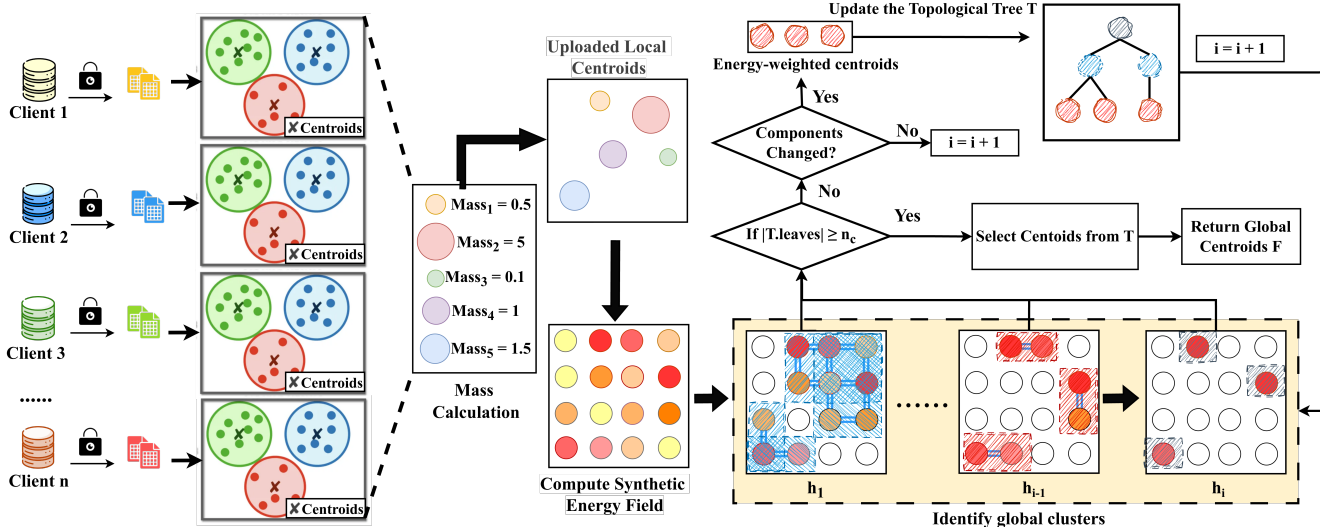 Client 1
✘Centroids
Client 2
✘Centroids
Client 3
✘Centroids
......
Client n
✘Centroids
Mass₁ = 0.5
Mass₂ = 5
Mass₃ = 0.1
Mass₄ = 1
Mass₅ = 1.5
Mass
Calculation
Uploaded Local
Centroids
Compute Synthetic
Energy Field
Update the Topological Tree T
Energy-weighted centroids
i = i + 1
Yes
Components
Changed?
No
i = i + 1
No
If |T.leaves| ≥ n_c
Yes
Select Centoids from T
Return Global
Centroids F
......
h₁
h_{i-1}
h_i
Identify global clusters